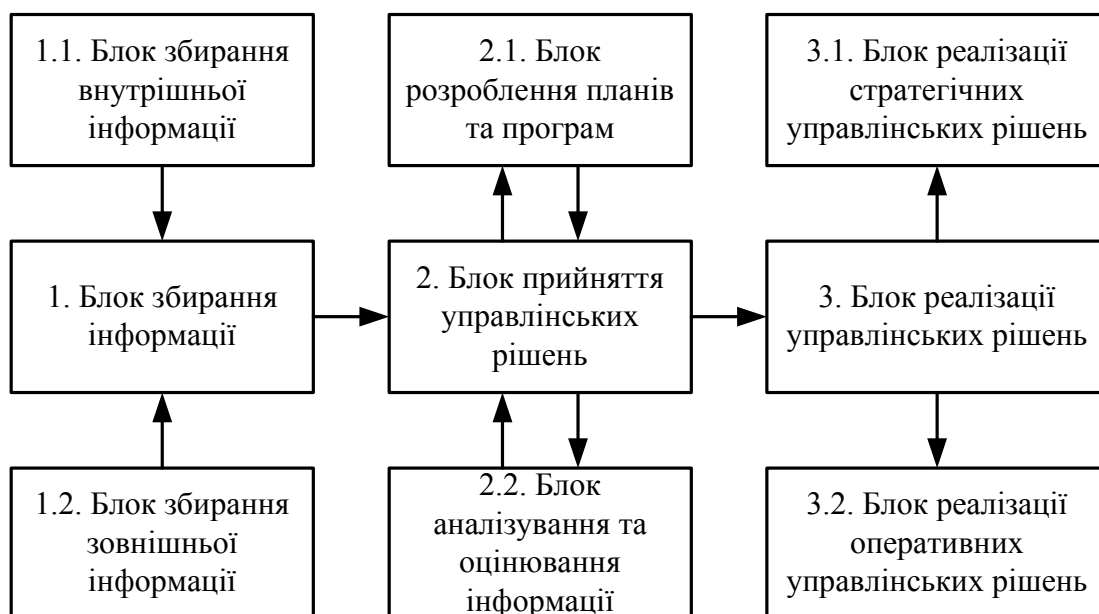 1.1. Блок збирання
внутрішньої
інформації
2.1. Блок
розроблення планів
та програм
3.1. Блок реалізації
стратегічних
управлінських рішень
1. Блок збирання
інформації
2. Блок прийняття
управлінських
рішень
3. Блок реалізації
управлінських рішень
1.2. Блок збирання
зовнішньої
інформації
2.2. Блок
аналізування та
оцінювання
інформації
3.2. Блок реалізації
оперативних
управлінських рішень